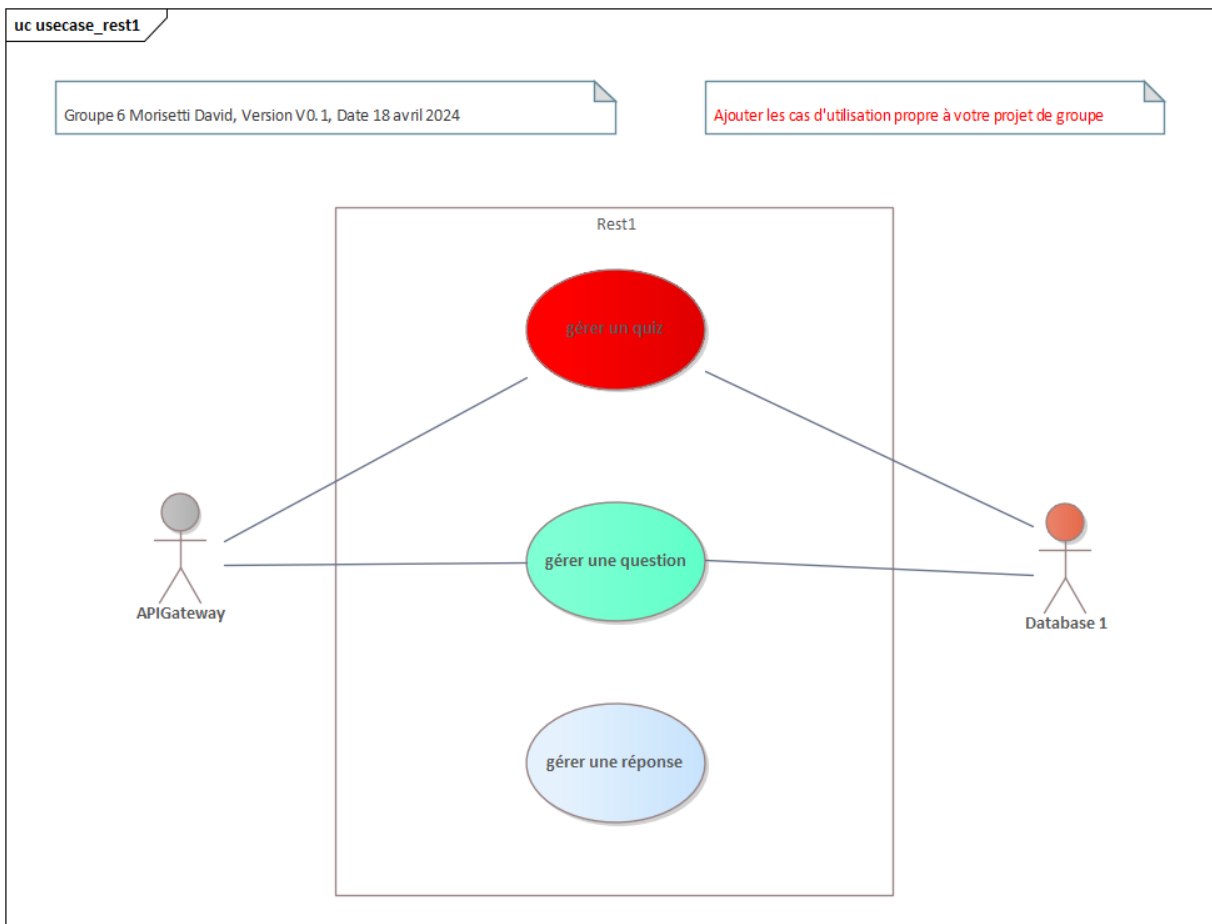 uc usecase_rest1
Groupe 6 Morisetti David, Version V0.1, Date 18 avril 2024
Ajouter les cas d'utilisation propre à votre projet de groupe
Rest1
gérer un quiz
gérer une question
APIGateway
Database 1
gérer une réponse